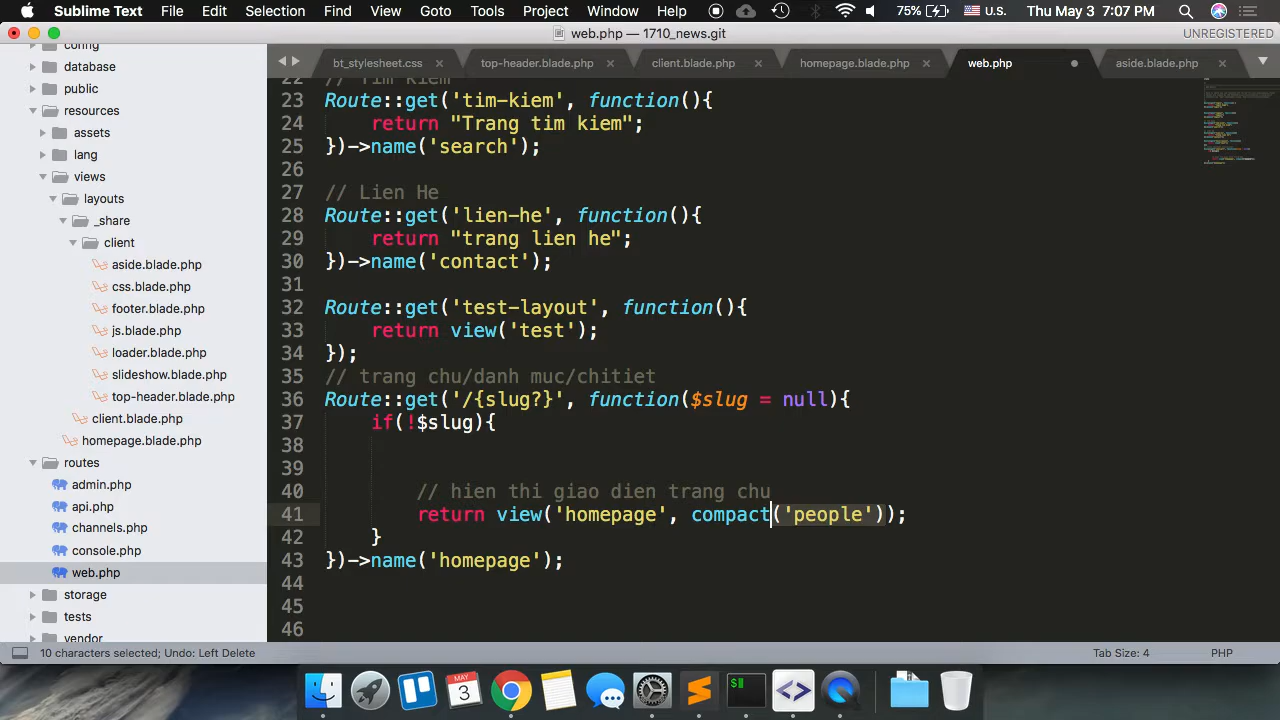 Sublime Text File Edit Selection Find View Goto Tools Project Window Help 75% U.S. Thu May 3 7:07 PM
web.php — 1710_news.git UNREGISTERED
bt_stylesheet.css top-header.blade.php client.blade.php homepage.blade.php web.php aside.blade.php
config
database
public
resources
assets
lang
views
layouts
_share
client
aside.blade.php
css.blade.php
footer.blade.php
js.blade.php
loader.blade.php
slideshow.blade.php
top-header.blade.php
client.blade.php
homepage.blade.php
routes
admin.php
api.php
channels.php
console.php
web.php
storage
tests
vendor
22 // Tim kiem
23 Route::get('tim-kiem', function(){
24 return "Trang tim kiem";
25 })->name('search');
26
27 // Lien He
28 Route::get('lien-he', function(){
29 return "trang lien he";
30 })->name('contact');
31
32 Route::get('test-layout', function(){
33 return view('test');
34 });
35 // trang chu/danh muc/chitiet
36 Route::get('/{slug?}', function($slug = null){
37 if(!$slug){
38
39
40 // hien thi giao dien trang chu
41 return view('homepage', compact('people'));
42 }
43 })->name('homepage');
44
45
46
10 characters selected; Undo: Left Delete Tab Size: 4 PHP
MAY
3